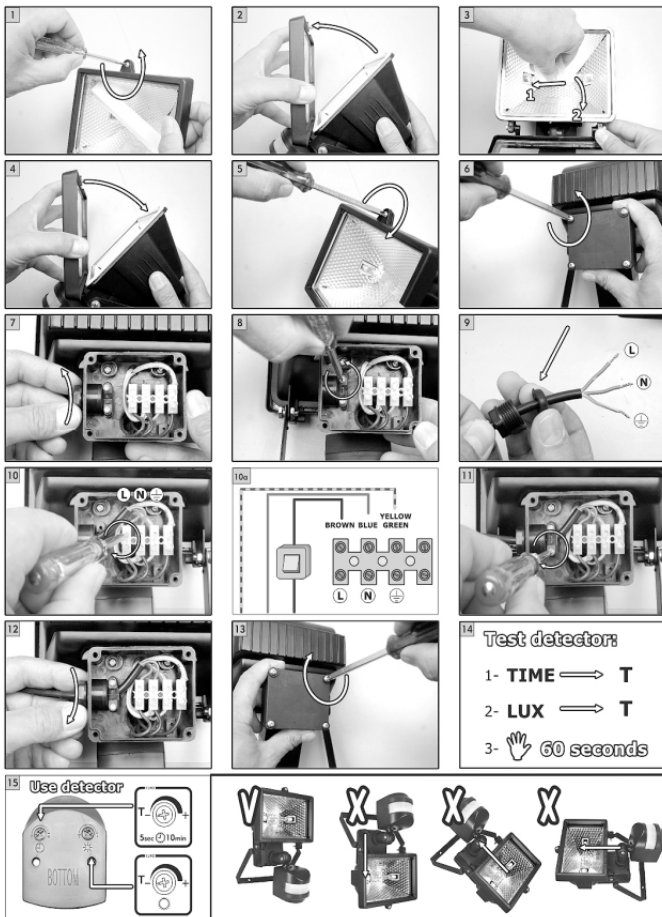 1
2
3
1
2
4
5
6
7
8
9
L
N
10
L N
10a
BROWN BLUE YELLOW
GREEN
L N
11
12
13
14
Test detector:
1- TIME T
2- LUX T
3- 60 seconds
15
Use detector
T - +
5sec 10min
T - +
BOTTOM
V X X X